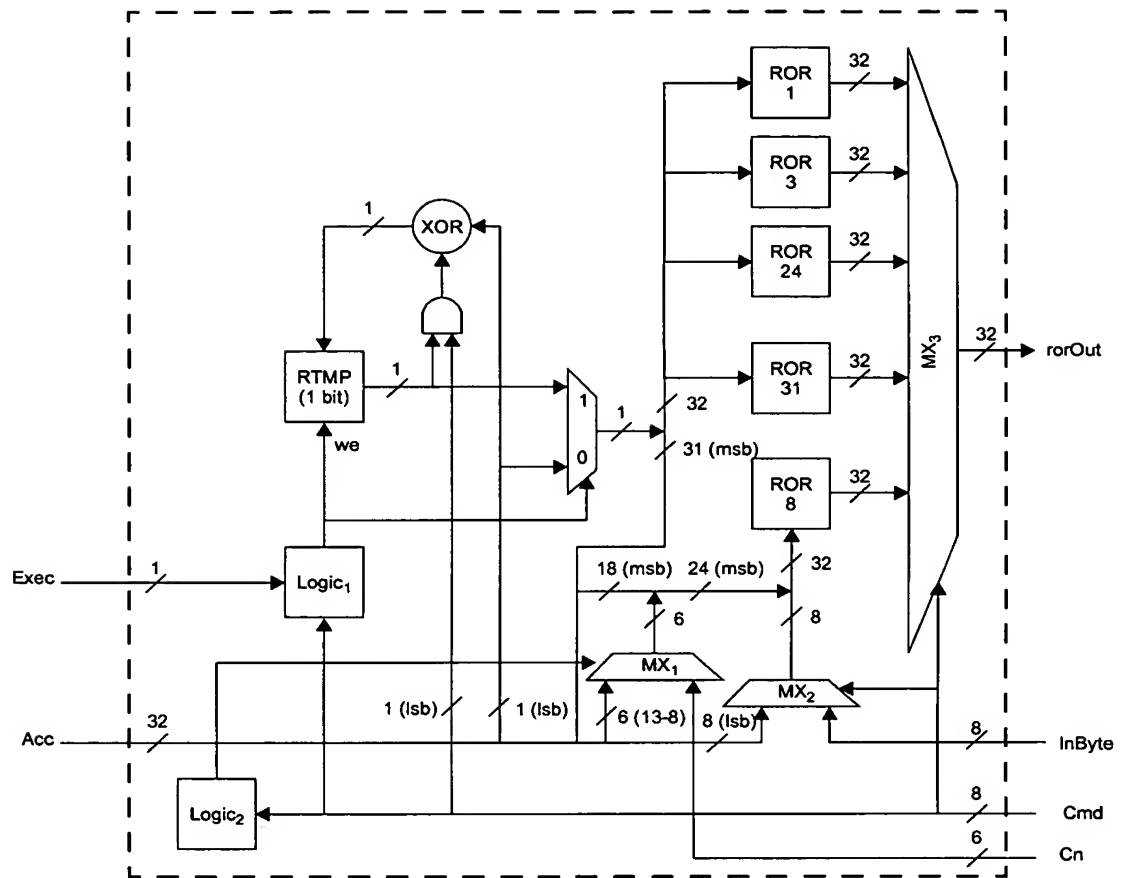 32
ROR
1
32
ROR
3
1
XOR
32
ROR
24
RTMP
(1 bit)
1
we
1
0
1
32
31 (msb)
32
ROR
31
MX3
32
rorOut
32
ROR
8
Exec
1
Logic1
18 (msb)
24 (msb)
32
6
8
MX1
MX2
1 (lsb)
1 (lsb)
6 (13-8)
8 (lsb)
Acc
32
8
InByte
Logic2
8
Cmd
6
Cn